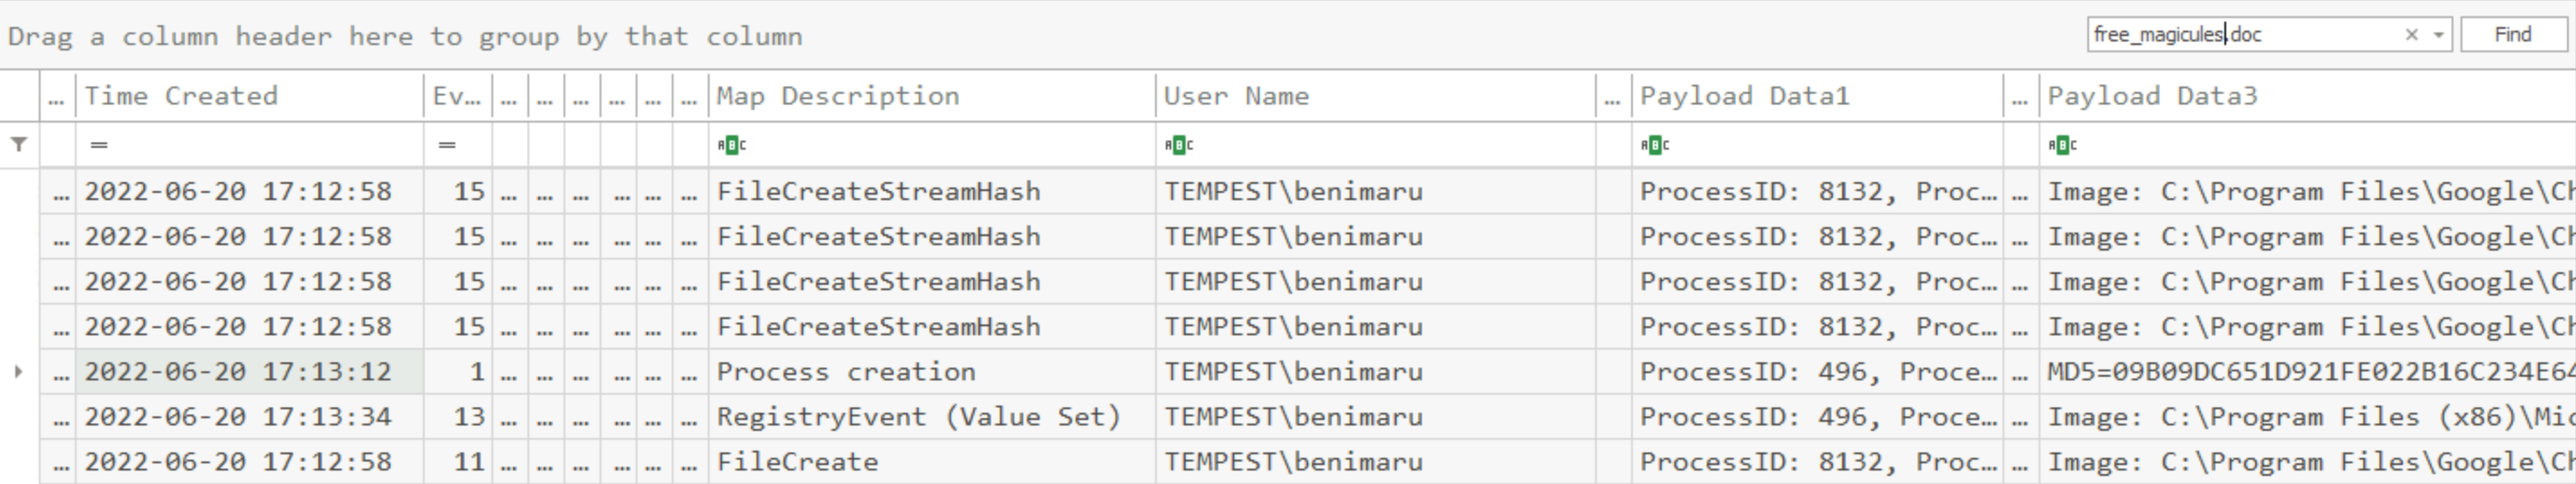 Drag a column header here to group by that column free_magicules.doc × Find
... Time Created Ev... ... ... ... ... ... ... Map Description User Name ... Payload Data1 ... Payload Data3
= = ABC ABC ABC ABC
... 2022-06-20 17:12:58 15 ... ... ... ... ... ... FileCreateStreamHash TEMPEST\benimaru ProcessID: 8132, Proc... ... Image: C:\Program Files\Google\Ch
... 2022-06-20 17:12:58 15 ... ... ... ... ... ... FileCreateStreamHash TEMPEST\benimaru ProcessID: 8132, Proc... ... Image: C:\Program Files\Google\Ch
... 2022-06-20 17:12:58 15 ... ... ... ... ... ... FileCreateStreamHash TEMPEST\benimaru ProcessID: 8132, Proc... ... Image: C:\Program Files\Google\Ch
... 2022-06-20 17:12:58 15 ... ... ... ... ... ... FileCreateStreamHash TEMPEST\benimaru ProcessID: 8132, Proc... ... Image: C:\Program Files\Google\Ch
... 2022-06-20 17:13:12 1 ... ... ... ... ... ... Process creation TEMPEST\benimaru ProcessID: 496, Proce... ... MD5=09B09DC651D921FE022B16C234E64
... 2022-06-20 17:13:34 13 ... ... ... ... ... ... RegistryEvent (Value Set) TEMPEST\benimaru ProcessID: 496, Proce... ... Image: C:\Program Files (x86)\Mic
... 2022-06-20 17:12:58 11 ... ... ... ... ... ... FileCreate TEMPEST\benimaru ProcessID: 8132, Proc... ... Image: C:\Program Files\Google\Ch